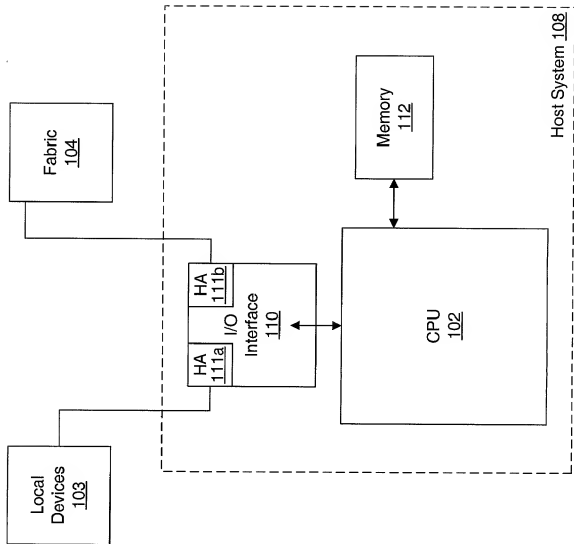 Local
Devices
103
Fabric
104
HA
111a
HA
111b
I/O
Interface
110
CPU
102
Memory
112
Host System 108